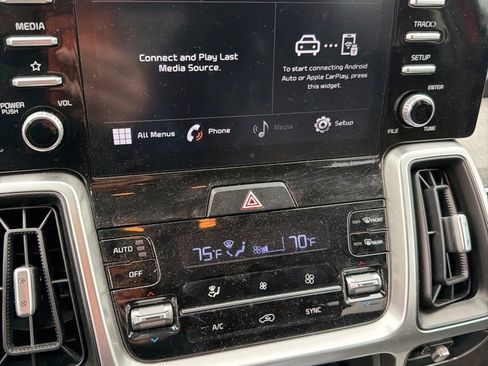 MEDIA
POWER
PUSH
VOL
Connect and Play Last
Media Source.
To start connecting Android
Auto or Apple CarPlay, press
this widget.
All Menus
Phone
Media
Setup
TRACK
SETUP
ENTER
FILE
TUNE
AUTO
OFF
75°F
70°F
FRONT
REAR
A/C
SYNC